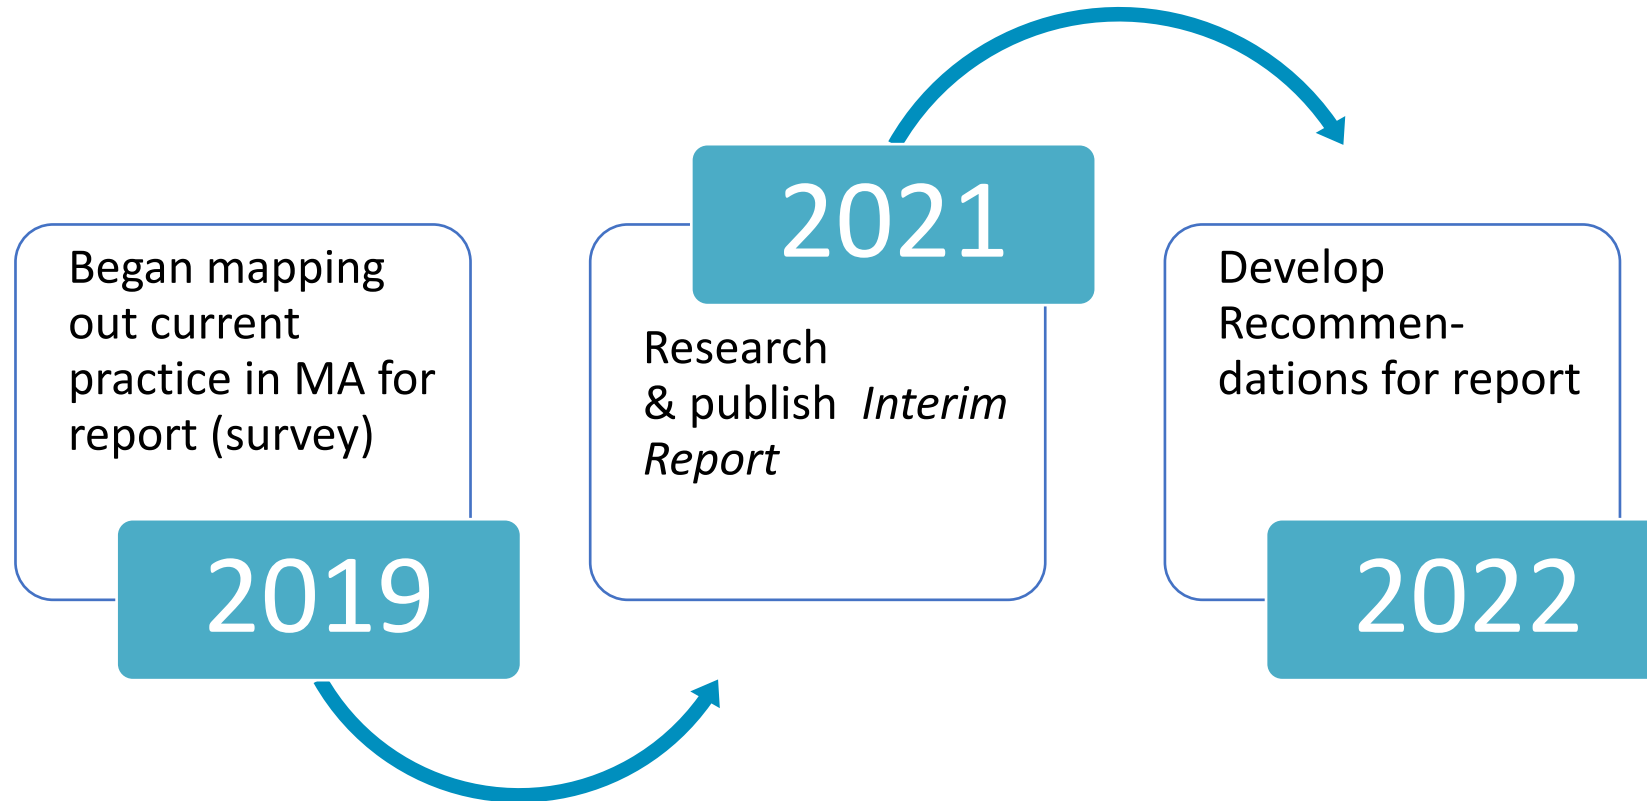 Began mapping
out current
practice in MA for
report (survey)
2019
2021
Research
& publish Interim
Report
Develop
Recommen-
dations for report
2022